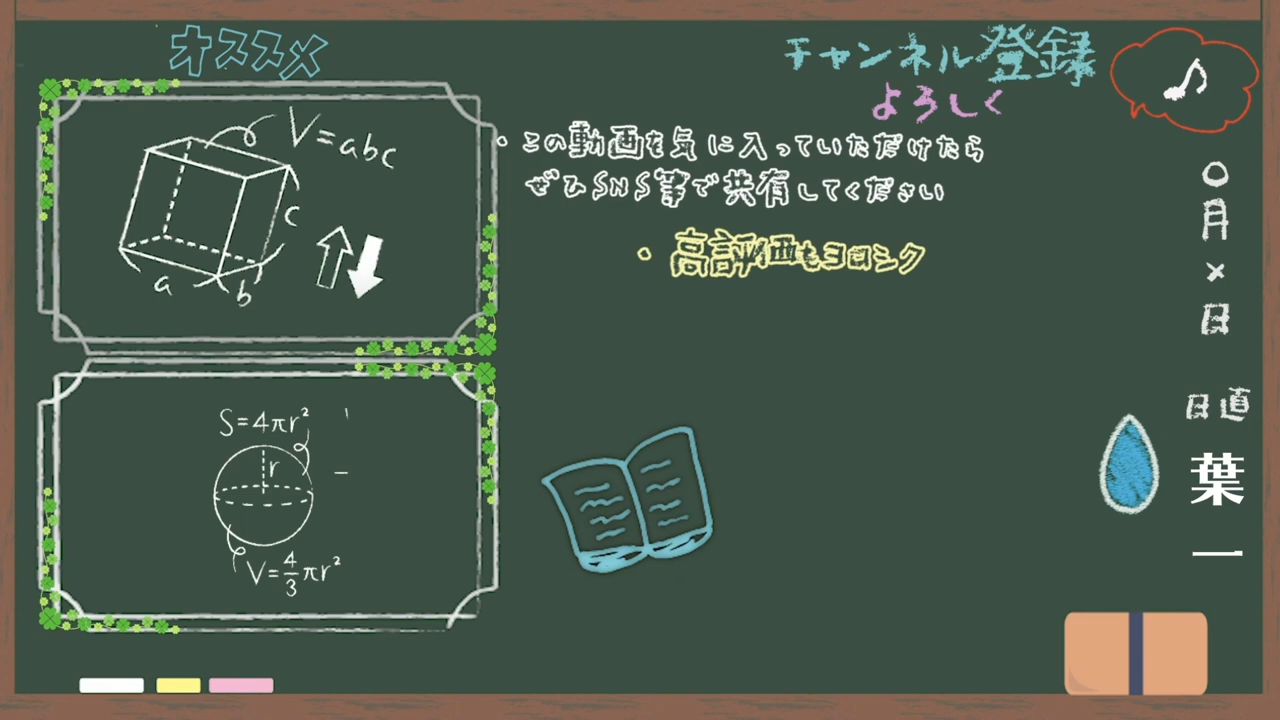 オススメ
V=abc
c
a
b
S=4πr²
r
V=4/3πr²
チャンネル登録
よろしく
・この動画を気に入っていただけたら
ぜひSNS等で共有してください
・高評価もヨロシク
♪
○月×日
日直
葉一